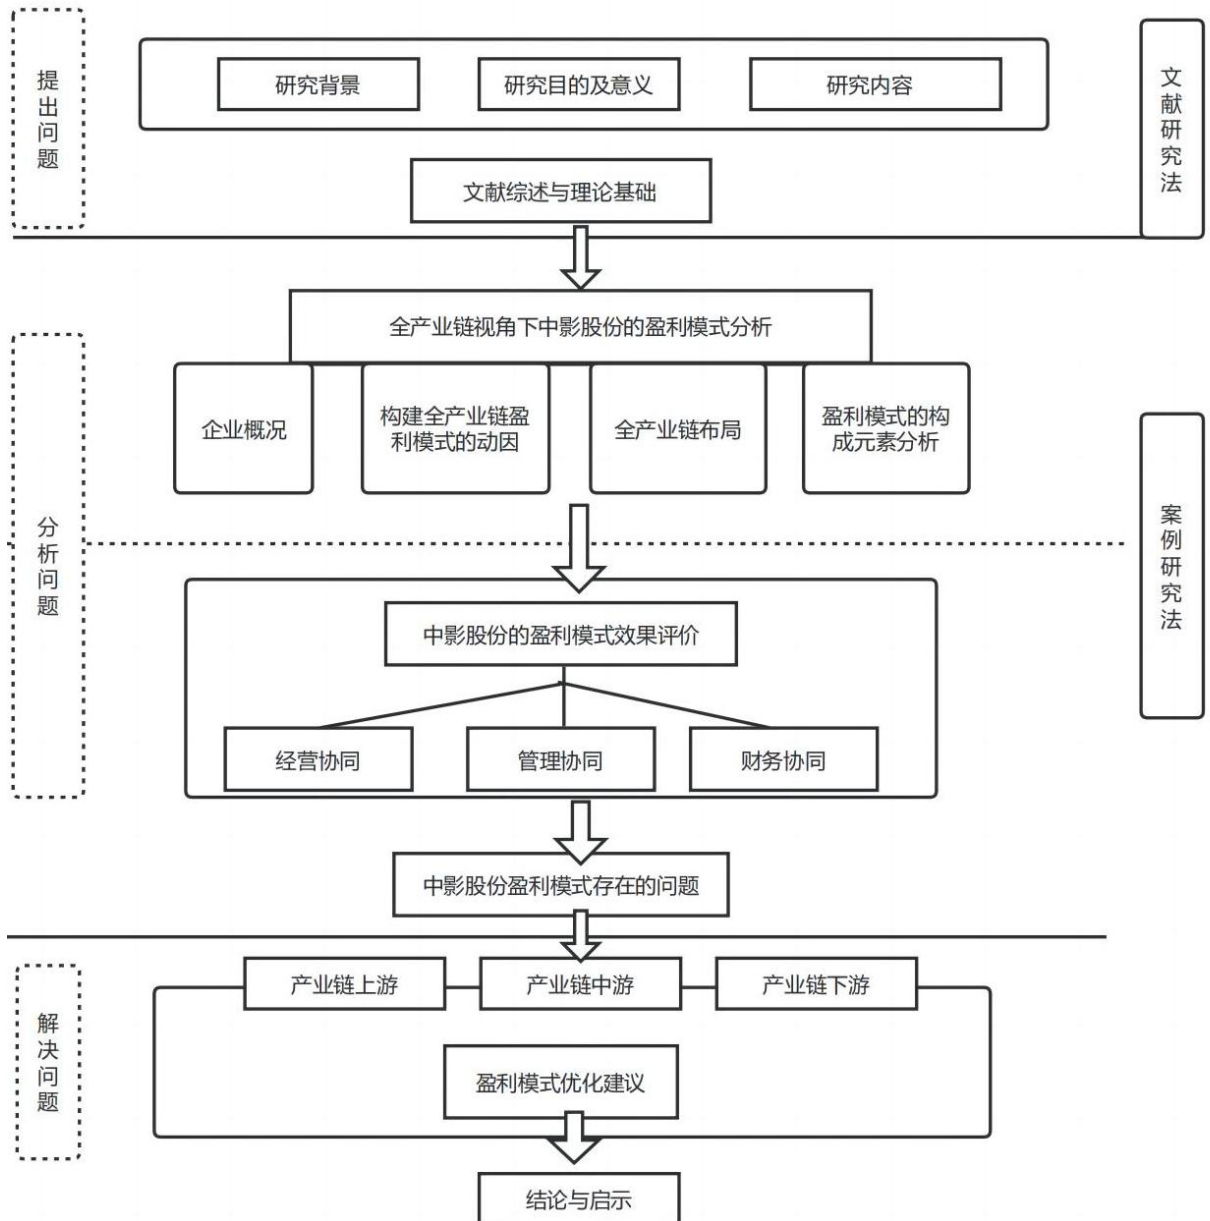 提出问题
研究背景
研究目的及意义
研究内容
文献研究法
文献综述与理论基础
全产业链视角下中影股份的盈利模式分析
分析问题
企业概况
构建全产业链盈
利模式的动因
全产业链布局
盈利模式的构
成元素分析
案例研究法
中影股份的盈利模式效果评价
经营协同
管理协同
财务协同
中影股份盈利模式存在的问题
解决问题
产业链上游
产业链中游
产业链下游
盈利模式优化建议
结论与启示